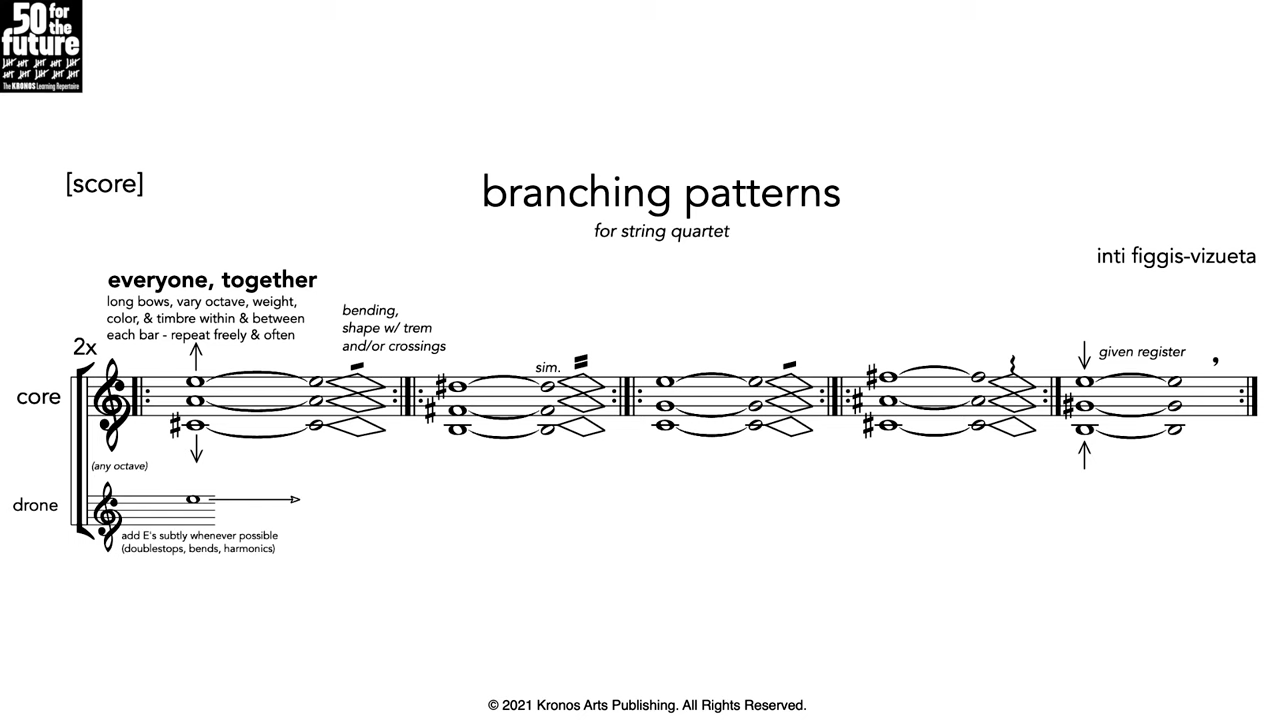 50 for
the
future
The KRONOS Learning Repertoire
[score]
branching patterns
for string quartet
inti figgis-vizueta
everyone, together
long bows, vary octave, weight,
color, & timbre within & between
each bar - repeat freely & often
bending,
shape w/ trem
and/or crossings
2x
sim.
given register
core
(any octave)
drone
add E's subtly whenever possible
(doublestops, bends, harmonics)
© 2021 Kronos Arts Publishing. All Rights Reserved.